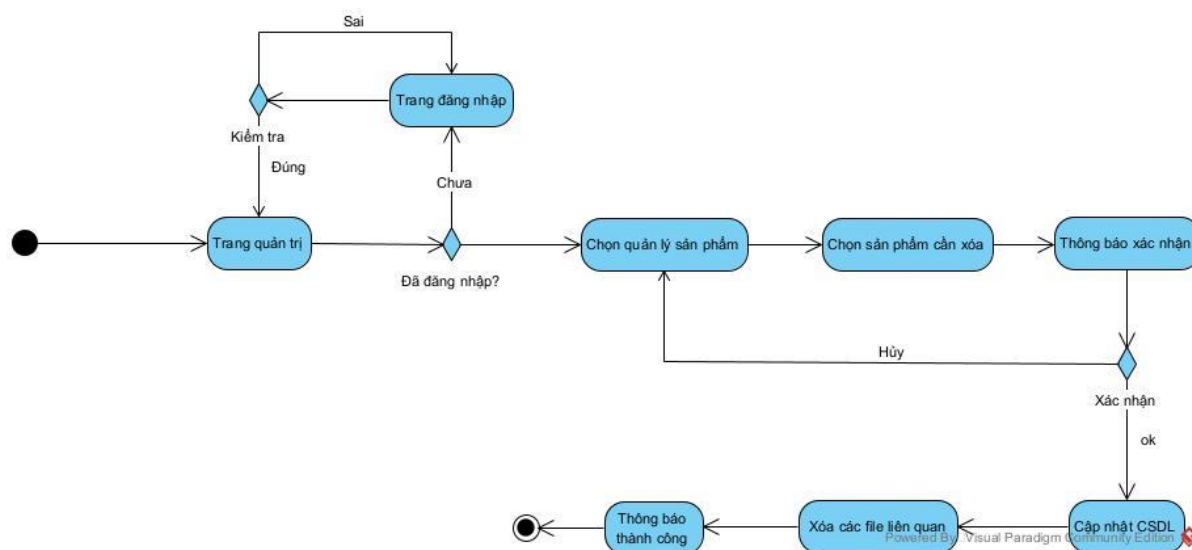 Sai
Trang đăng nhập
Kiểm tra
Đúng
Chưa
Trang quản trị
Chọn quản lý sản phẩm
Chọn sản phẩm cần xóa
Thông báo xác nhận
Đã đăng nhập?
Hủy
Xác nhận
ok
Thông báo
thành công
Xóa các file liên quan
Cập nhật CSDL
Powered By Visual Paradigm Community Edition